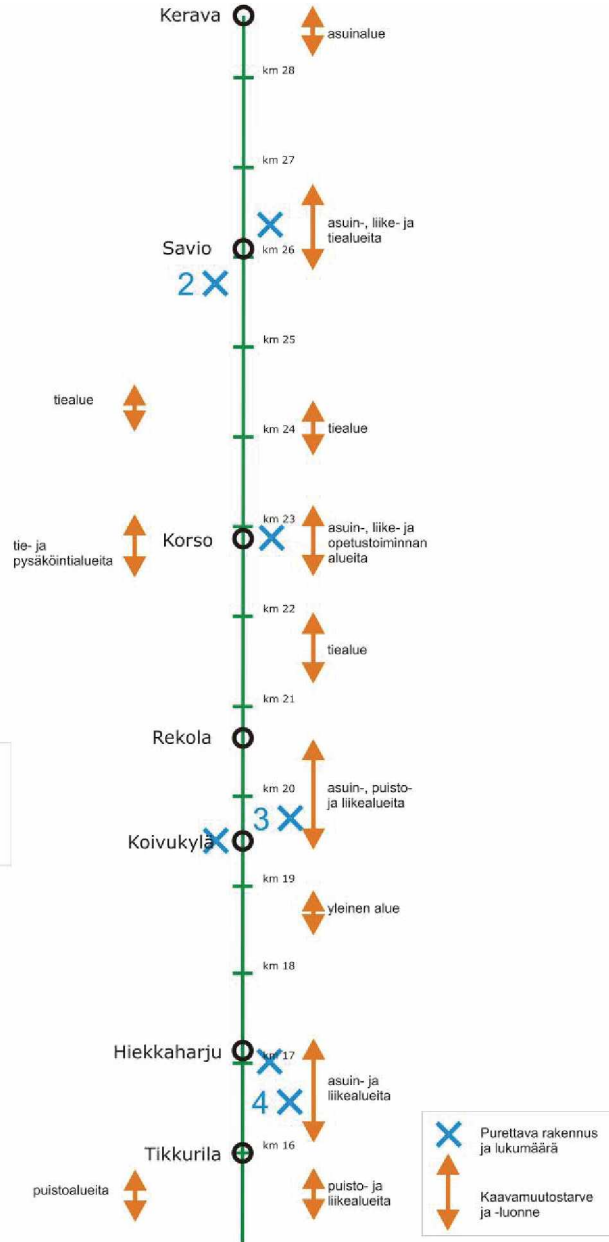 Kerava
asuinalue
km 28
km 27
asuin-, liike- ja
tiealueita
Savio
km 26
2
km 25
tiealue
km 24
tiealue
km 23
asuin-, liike- ja
opetustoiminnan
alueita
Korso
tie- ja
pysäköintialueita
km 22
tiealue
km 21
Rekola
km 20
asuin-, puisto-
ja liikealueita
3
Koivukylä
km 19
yleinen alue
km 18
Hiekkaharju
km 17
asuin- ja
liikealueita
4
km 16
Tikkurila
puistoalueita
puisto- ja
liikealueita
Purettava rakennus
ja lukumäärä
Kaavamuutostarve
ja -luonne